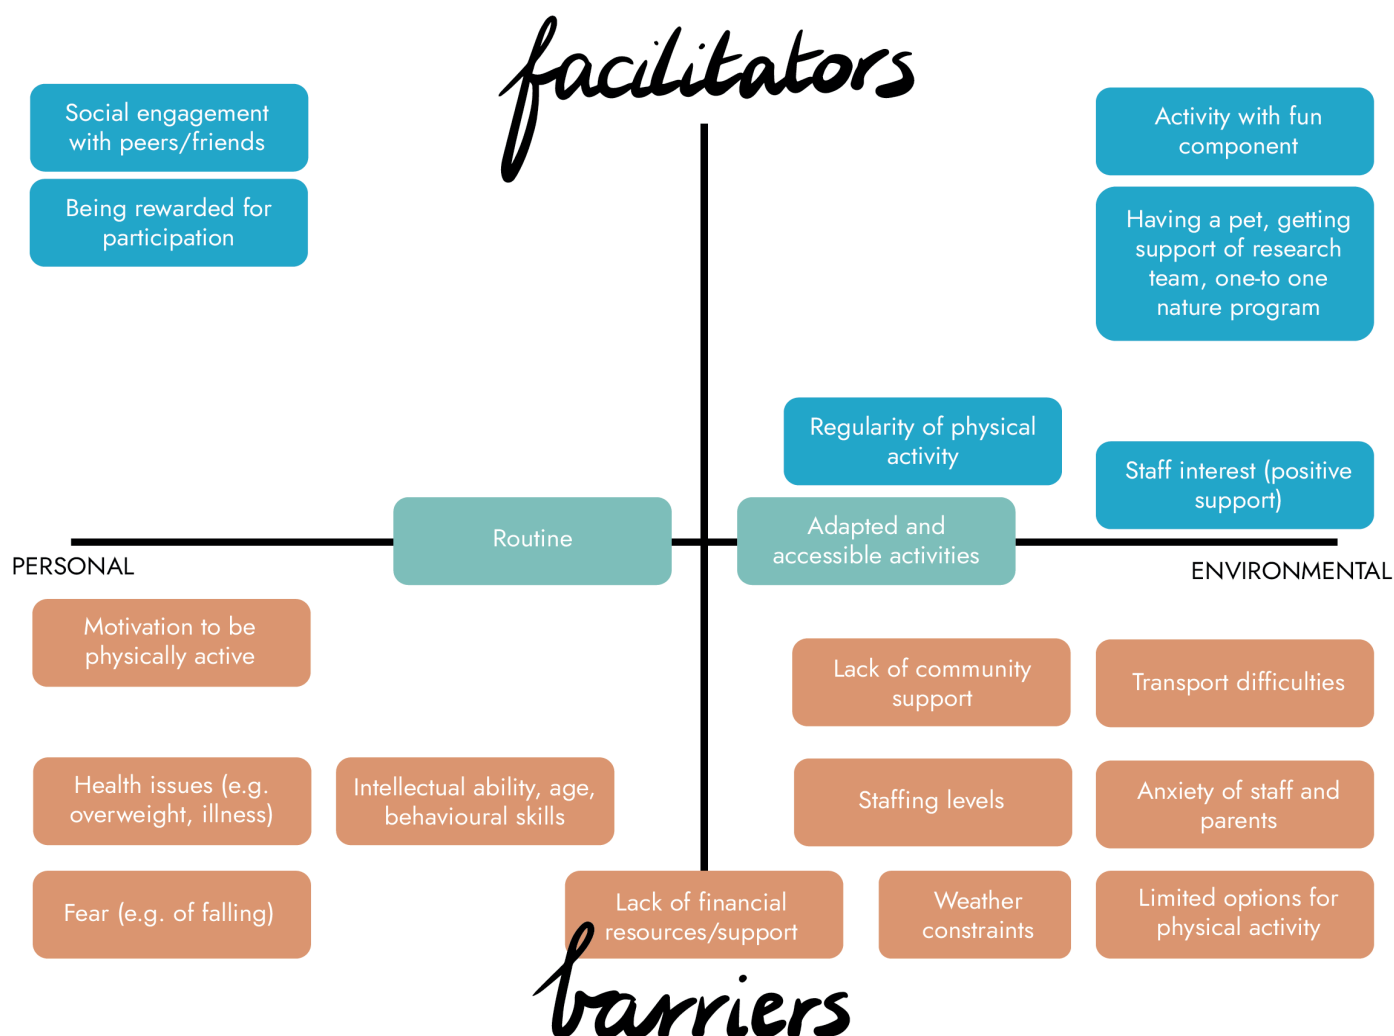 facilitators
Social engagement
with peers/friends
Being rewarded for
participation
Activity with fun
component
Having a pet, getting
support of research
team, one-to one
nature program
Regularity of physical
activity
Staff interest (positive
support)
Routine
Adapted and
accessible activities
PERSONAL
ENVIRONMENTAL
Motivation to be
physically active
Lack of community
support
Transport difficulties
Health issues (e.g.
overweight, illness)
Intellectual ability, age,
behavioural skills
Staffing levels
Anxiety of staff and
parents
Fear (e.g. of falling)
Lack of financial
resources/support
Weather
constraints
Limited options for
physical activity
barriers